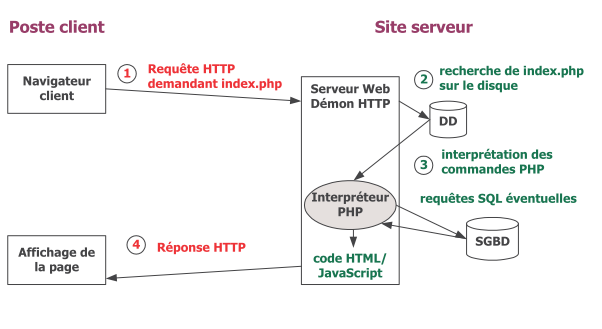 Poste client
Site serveur
Navigateur
client
1
Requête HTTP
demandant index.php
Serveur Web
Démon HTTP
2
recherche de index.php
sur le disque
DD
3
interprétation des
commandes PHP
Interpréteur
PHP
requêtes SQL éventuelles
SGBD
code HTML/
JavaScript
4
Réponse HTTP
Affichage de
la page